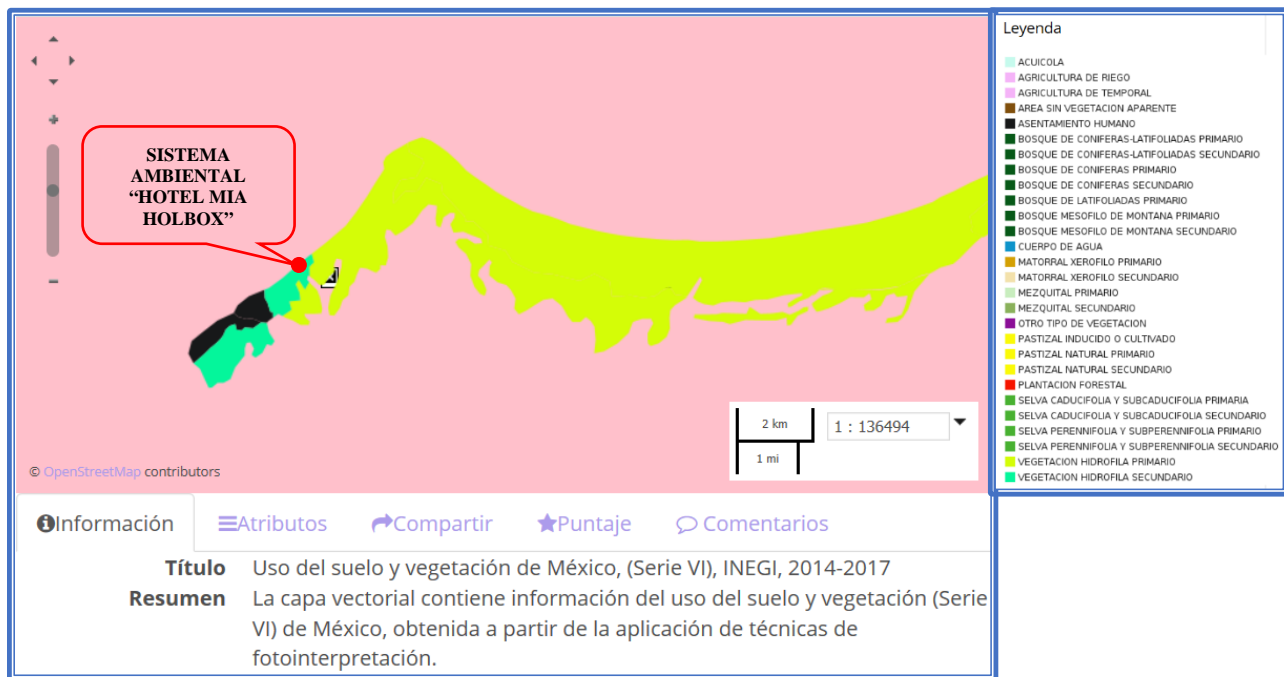 SISTEMA
AMBIENTAL
“HOTEL MIA
HOLBOX”
2 km
1 mi
1 : 136494
© OpenStreetMap contributors
Leyenda
ACUICOLA
AGRICULTURA DE RIEGO
AGRICULTURA DE TEMPORAL
AREA SIN VEGETACION APARENTE
ASENTAMIENTO HUMANO
BOSQUE DE CONIFERAS-LATIFOLIADAS PRIMARIO
BOSQUE DE CONIFERAS-LATIFOLIADAS SECUNDARIO
BOSQUE DE CONIFERAS PRIMARIO
BOSQUE DE CONIFERAS SECUNDARIO
BOSQUE DE LATIFOLIADAS PRIMARIO
BOSQUE MESOFILO DE MONTANA PRIMARIO
BOSQUE MESOFILO DE MONTANA SECUNDARIO
CUERPO DE AGUA
MATORRAL XEROFILO PRIMARIO
MATORRAL XEROFILO SECUNDARIO
MEZQUITAL PRIMARIO
MEZQUITAL SECUNDARIO
OTRO TIPO DE VEGETACION
PASTIZAL INDUCIDO O CULTIVADO
PASTIZAL NATURAL PRIMARIO
PASTIZAL NATURAL SECUNDARIO
PLANTACION FORESTAL
SELVA CADUCIFOLIA Y SUBCADUCIFOLIA PRIMARIA
SELVA CADUCIFOLIA Y SUBCADUCIFOLIA SECUNDARIO
SELVA PERENNIFOLIA Y SUBPERENNIFOLIA PRIMARIO
SELVA PERENNIFOLIA Y SUBPERENNIFOLIA SECUNDARIO
VEGETACION HIDROFILA PRIMARIO
VEGETACION HIDROFILA SECUNDARIO
Información Atributos Compartir Puntaje Comentarios
Título Uso del suelo y vegetación de México, (Serie VI), INEGI, 2014-2017
Resumen La capa vectorial contiene información del uso del suelo y vegetación (Serie
VI) de México, obtenida a partir de la aplicación de técnicas de
fotointerpretación.